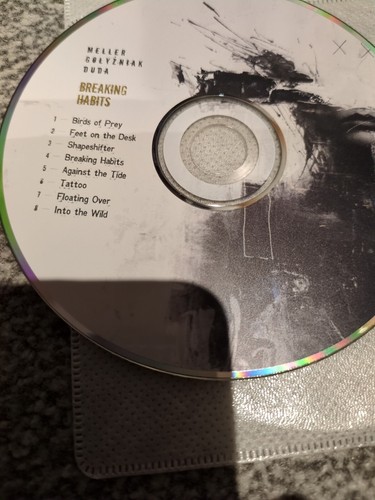 MELLER
GOŁYŹNIAK
DUDA
BREAKING
HABITS
1 Birds of Prey
2 Feet on the Desk
3 Shapeshifter
4 Breaking Habits
5 Against the Tide
6 Tattoo
7 Floating Over
8 Into the Wild